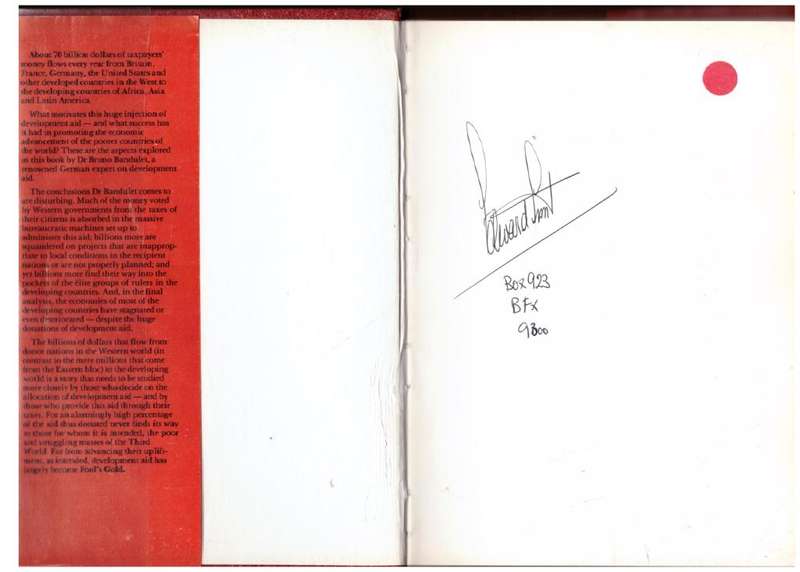 About 70 billion dollars of taxpayers'
money flows every year from Britain,
France, Germany, the United States and
other developed countries in the West to
the developing countries of Africa, Asia
and Latin America.
What motivates this huge injection of
development aid — and what success has
it had in promoting the economic
advancement of the poorer countries of
the world? These are the aspects explored
in this book by Dr Bruno Bandulet, a
renowned German expert on development
aid.
The conclusions Dr Bandulet comes to
are disturbing. Much of the money voted
by Western governments from the taxes of
their citizens is absorbed in the massive
bureaucratic machines set up to
administer this aid; billions more are
squandered on projects that are inapprop-
riate to local conditions in the recipient
nations or are not properly planned; and
yet billions more find their way into the
pockets of the élite groups of rulers in the
developing countries. And, in the final
analysis, the economies of most of the
developing countries have stagnated or
even deteriorated — despite the huge
donations of development aid.
The billions of dollars that flow from
donor nations in the Western world (in
contrast to the mere millions that come
from the Eastern bloc) to the developing
world is a story that needs to be studied
more closely by those who decide on the
allocation of development aid — and by
those who provide this aid through their
taxes. For an alarmingly high percentage
of the aid thus donated never finds its way
to those for whom it is intended, the poor
and struggling masses of the Third
World. Far from advancing their uplift-
ment, as intended, development aid has
largely become Fool's Gold.
Edward
Box 923
BFX
9300